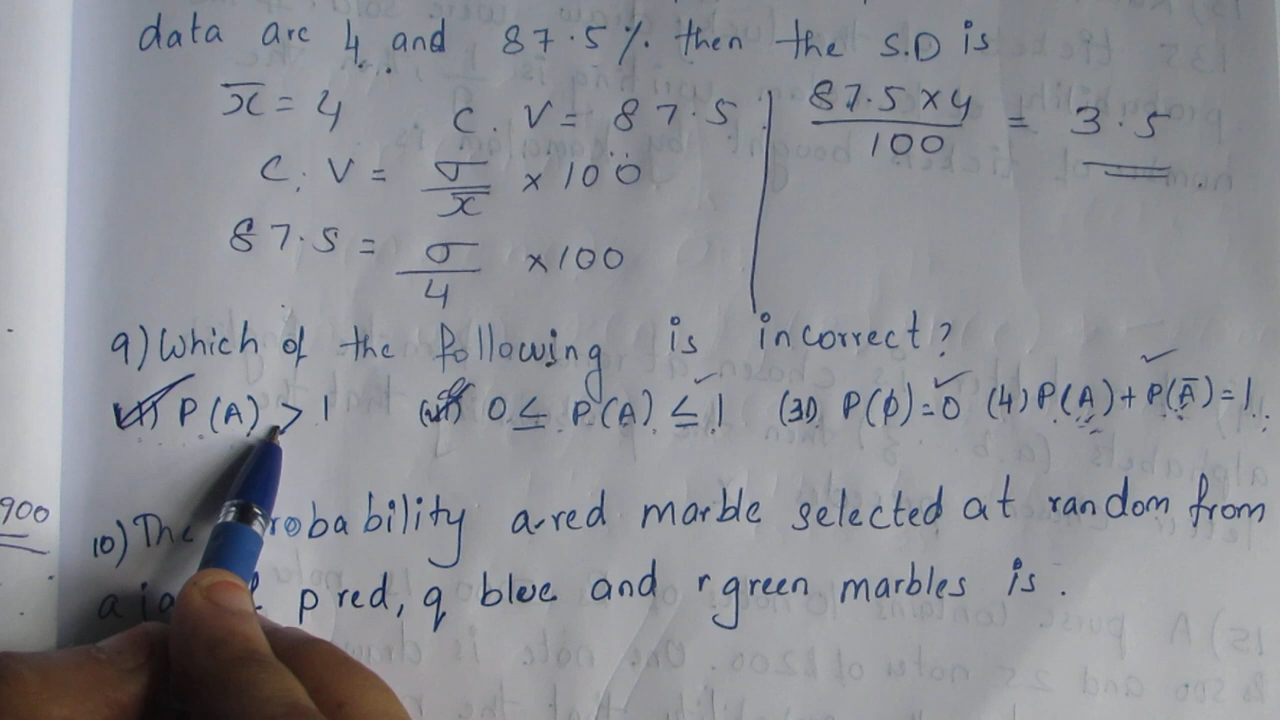 data are 4 and 87.5%. then the S.D is
x̄ = 4 C.V = 87.5
C.V = σ/x̄ × 100
87.5 = σ/4 × 100
87.5 × 4 / 100 = 3.5
9) Which of the following is incorrect?
P(A) > 1 0 ≤ P(A) ≤ 1 (3) P(ϕ) = 0 (4) P(A) + P(Ā) = 1
900
10) The probability a red marble selected at random from
a p red, q blue and r green marbles is.